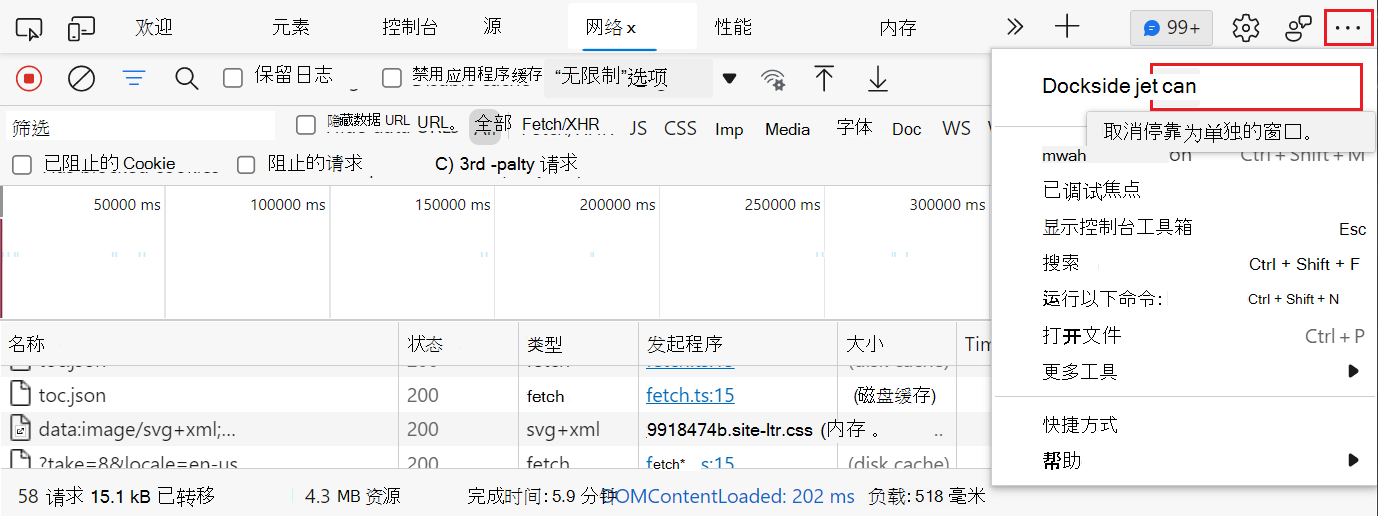 欢迎 元素 控制台 源 网络 x 性能 内存 99+
保留日志 禁用应用程序缓存 “无限制”选项
筛选 隐藏数据 URL URL。 全部 Fetch/XHR JS CSS Imp Media 字体 Doc WS
已阻止的 Cookie 阻止的请求 C) 3rd -palty 请求
50000 ms 100000 ms 150000 ms 200000 ms 250000 ms 300000 ms
名称 状态 类型 发起程序 大小 Tim
toc.json fetch fetch.ts:15 (disk cache)
toc.json 200 fetch fetch.ts:15 (磁盘缓存)
data:image/svg+xml;... 200 svg+xml 9918474b.site-ltr.css (内存 。 ..
?take=8&locale=en-us 200 fetch fetch* s:15 (disk cache)
58 请求 15.1 kB 已转移 4.3 MB 资源 完成时间: 5.9 分钟 DOMContentLoaded: 202 ms 负载: 518 毫米
Dockside jet can
取消停靠为单独的窗口。
mwah on Ctrl + Shift + M
已调试焦点
显示控制台工具箱 Esc
搜索 Ctrl + Shift + F
运行以下命令: Ctrl + Shift + N
打开文件 Ctrl + P
更多工具
快捷方式
帮助